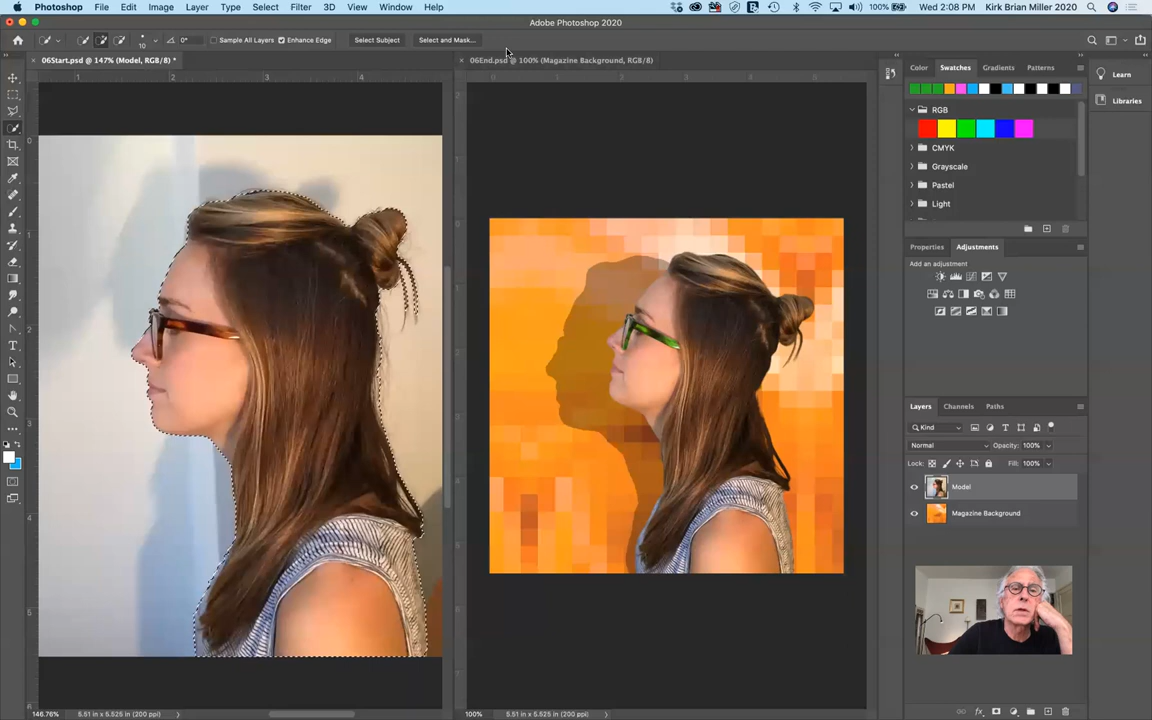 Photoshop File Edit Image Layer Type Select Filter 3D View Window Help 100% Wed 2:08 PM Kirk Brian Miller 2020
Adobe Photoshop 2020
10 0° Sample All Layers Enhance Edge Select Subject Select and Mask...
06Start.psd @ 147% (Model, RGB/8) *
06End.psd @ 100% (Magazine Background, RGB/8)
Color Swatches Gradients Patterns
Learn
Libraries
RGB
CMYK
Grayscale
Pastel
Light
Properties Adjustments
Add an adjustment
Layers Channels Paths
Kind
Normal Opacity: 100%
Lock: Fill: 100%
Model
Magazine Background
146.76% 5.51 in x 5.525 in (200 ppi)
100% 5.51 in x 5.525 in (200 ppi)